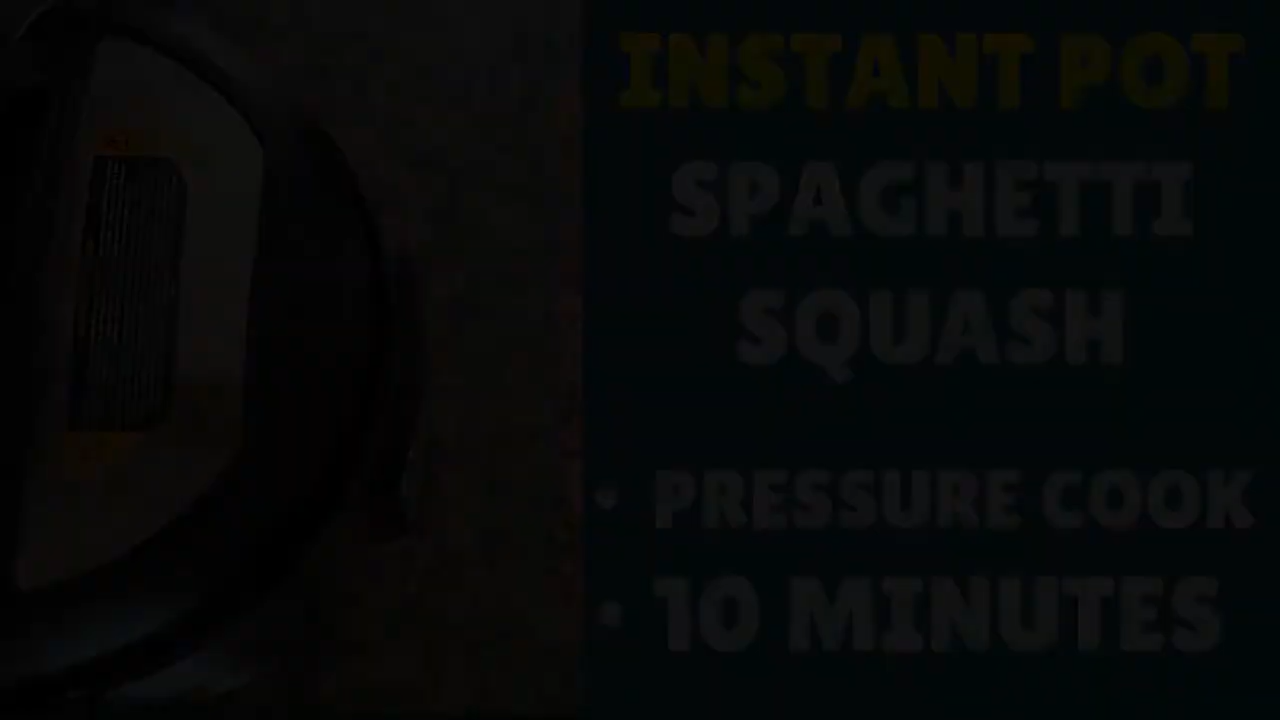 INSTANT POT
SPAGHETTI
SQUASH
• PRESSURE COOK
• 10 MINUTES